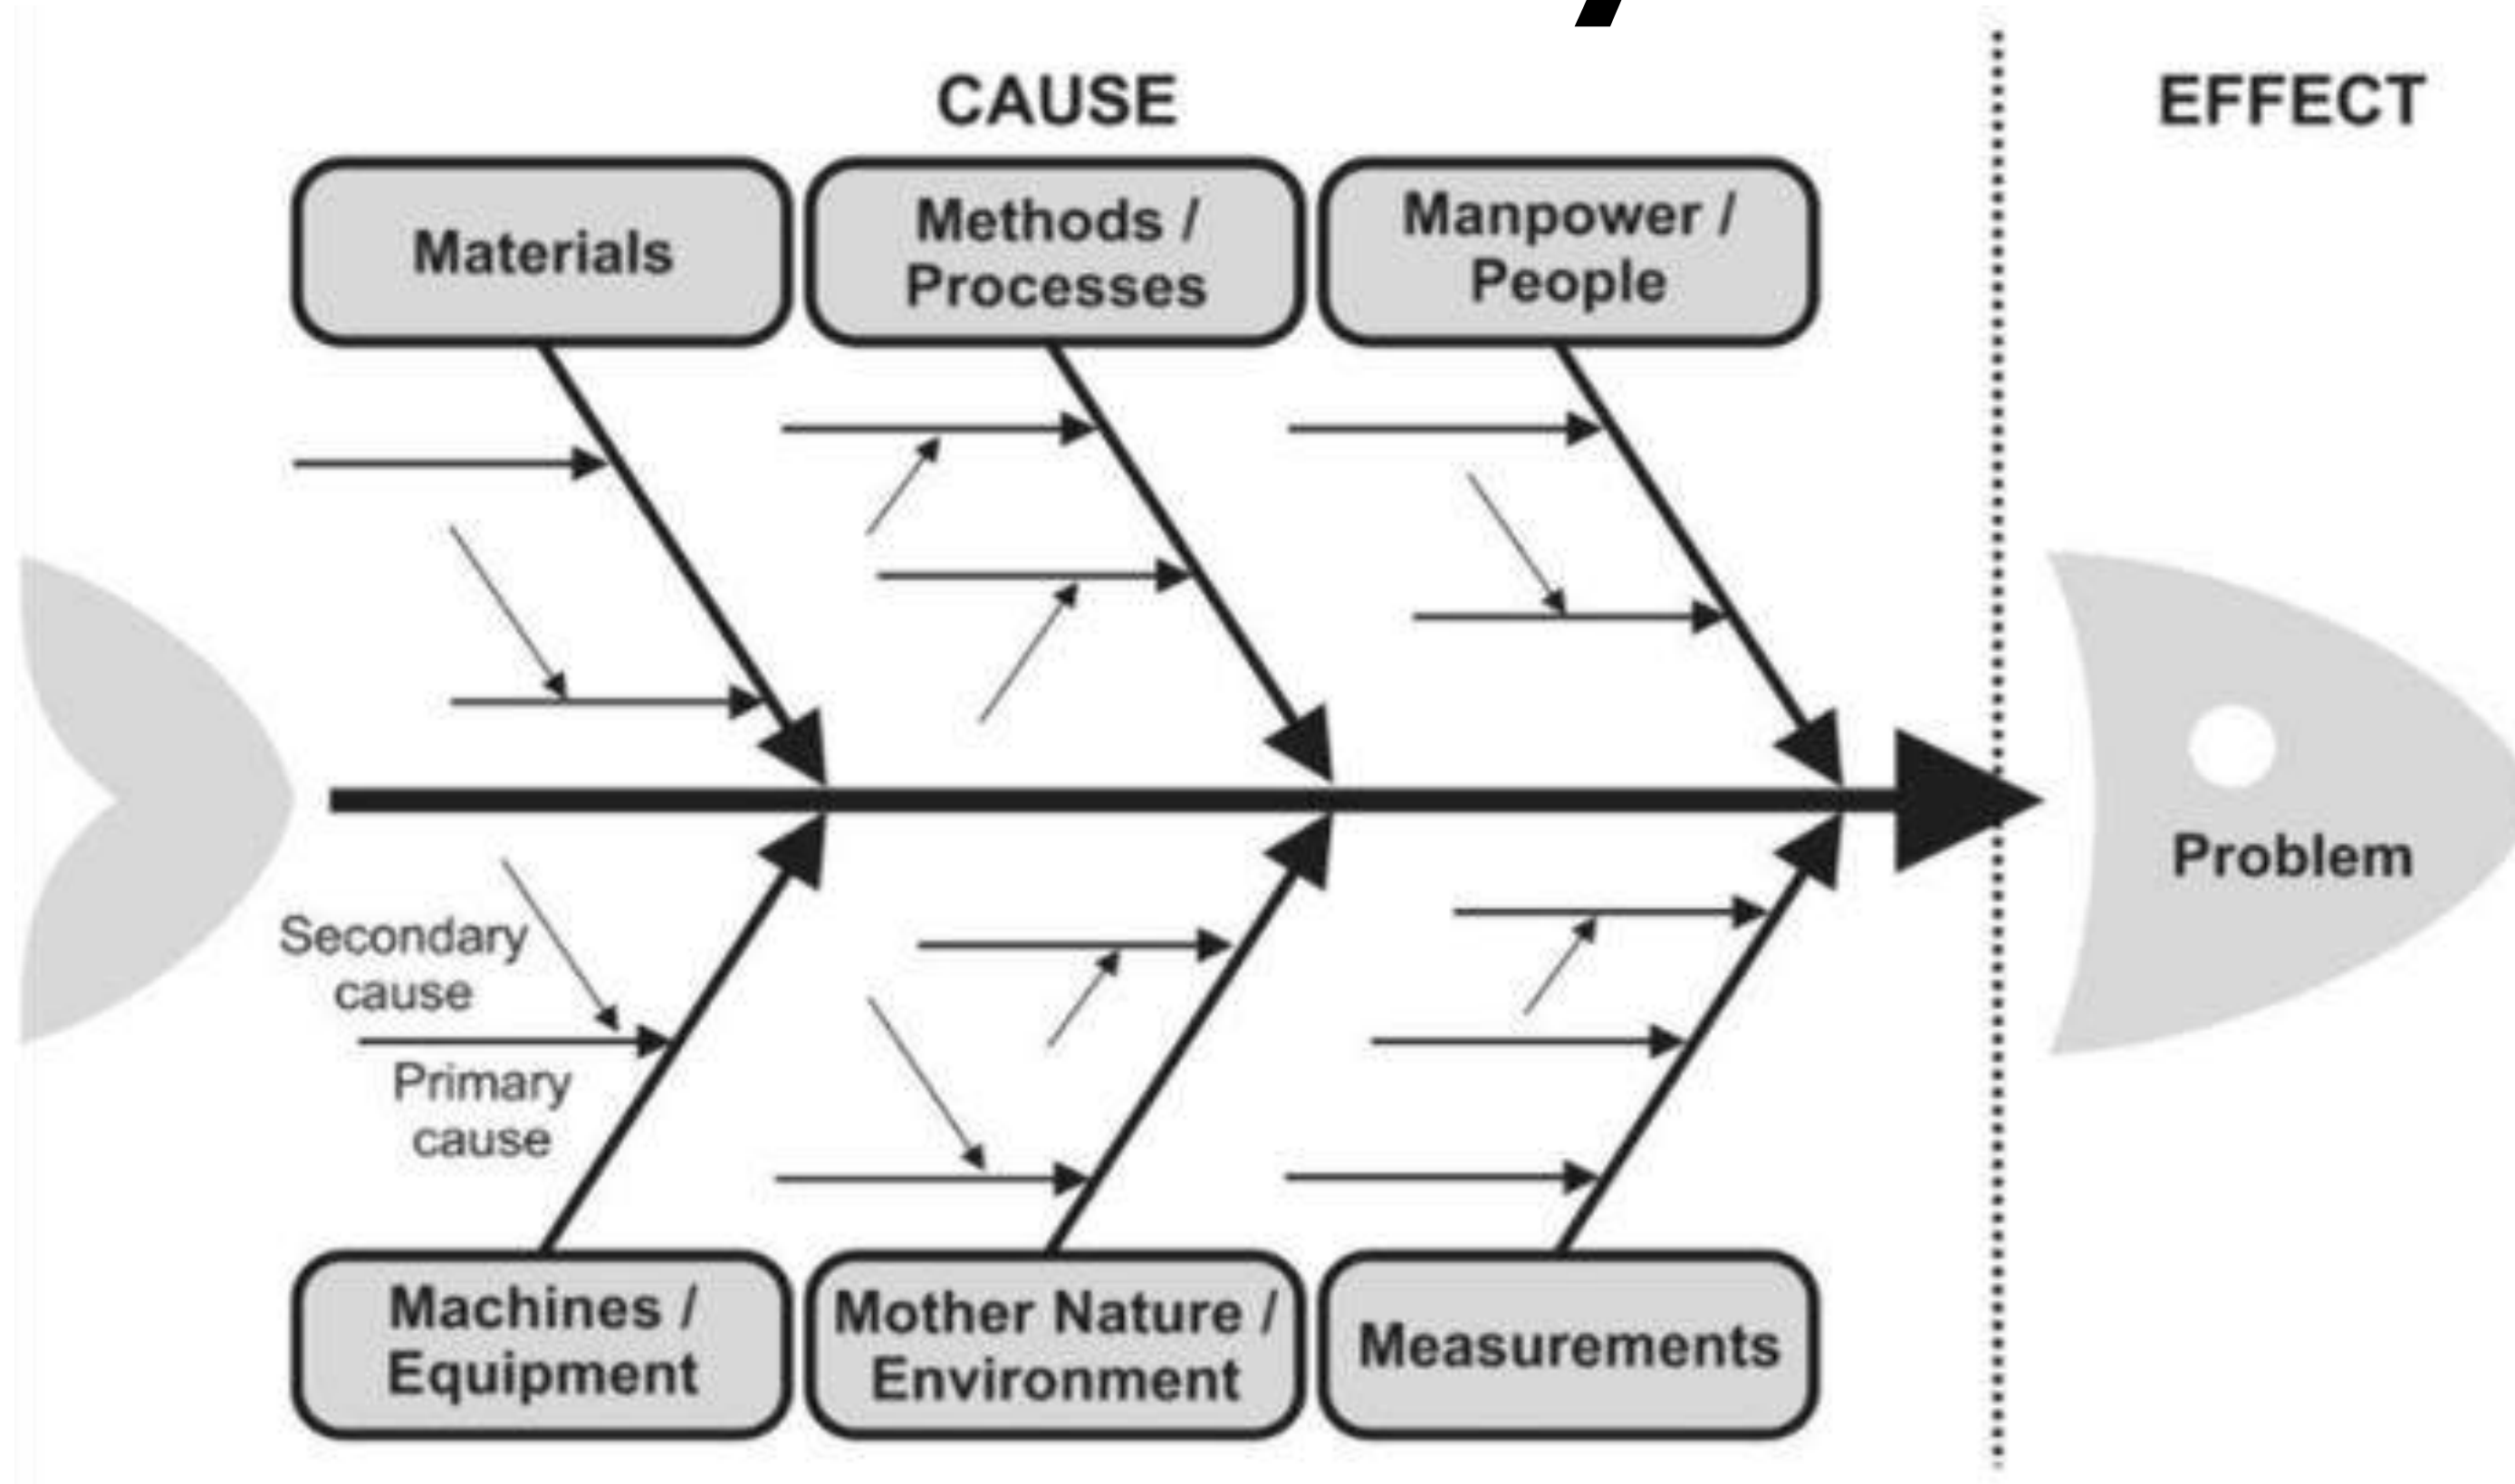 CAUSE
EFFECT
Materials
Methods /
Processes
Manpower /
People
Problem
Secondary
cause
Primary
cause
Machines /
Equipment
Mother Nature /
Environment
Measurements